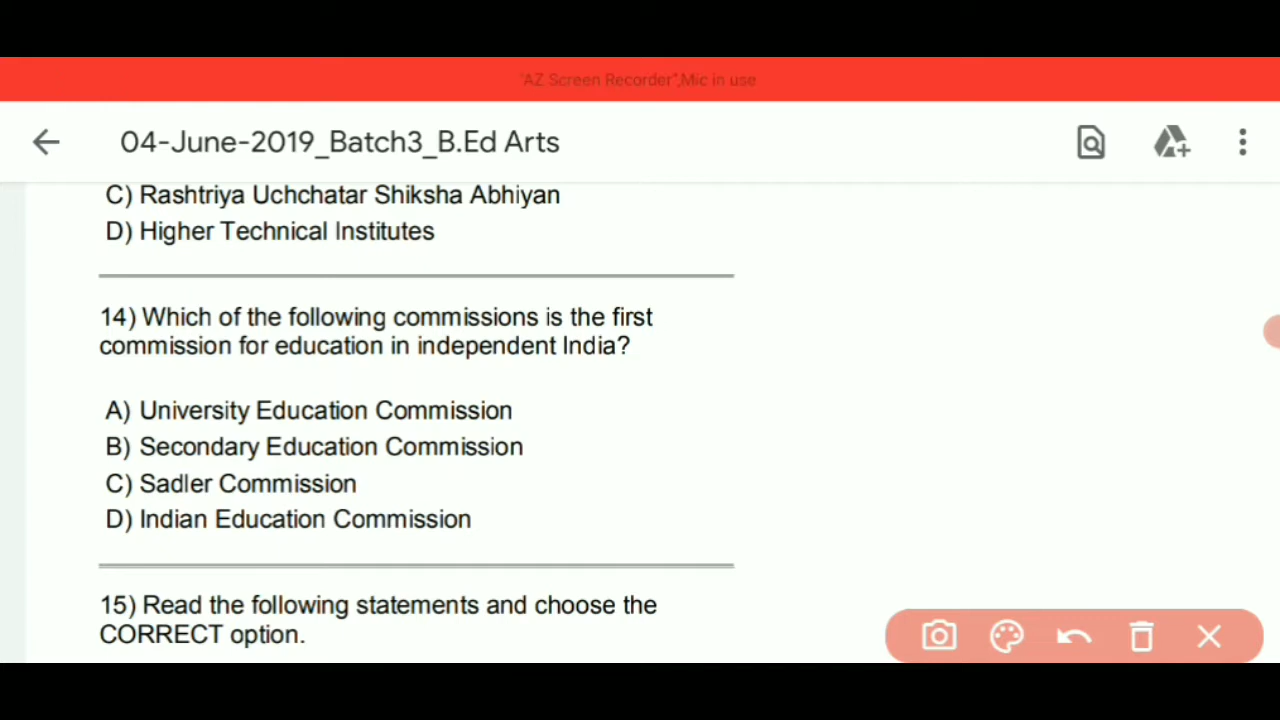 "AZ Screen Recorder",Mic in use
04-June-2019_Batch3_B.Ed Arts
C) Rashtriya Uchchatar Shiksha Abhiyan
D) Higher Technical Institutes
14) Which of the following commissions is the first
commission for education in independent India?
A) University Education Commission
B) Secondary Education Commission
C) Sadler Commission
D) Indian Education Commission
15) Read the following statements and choose the
CORRECT option.